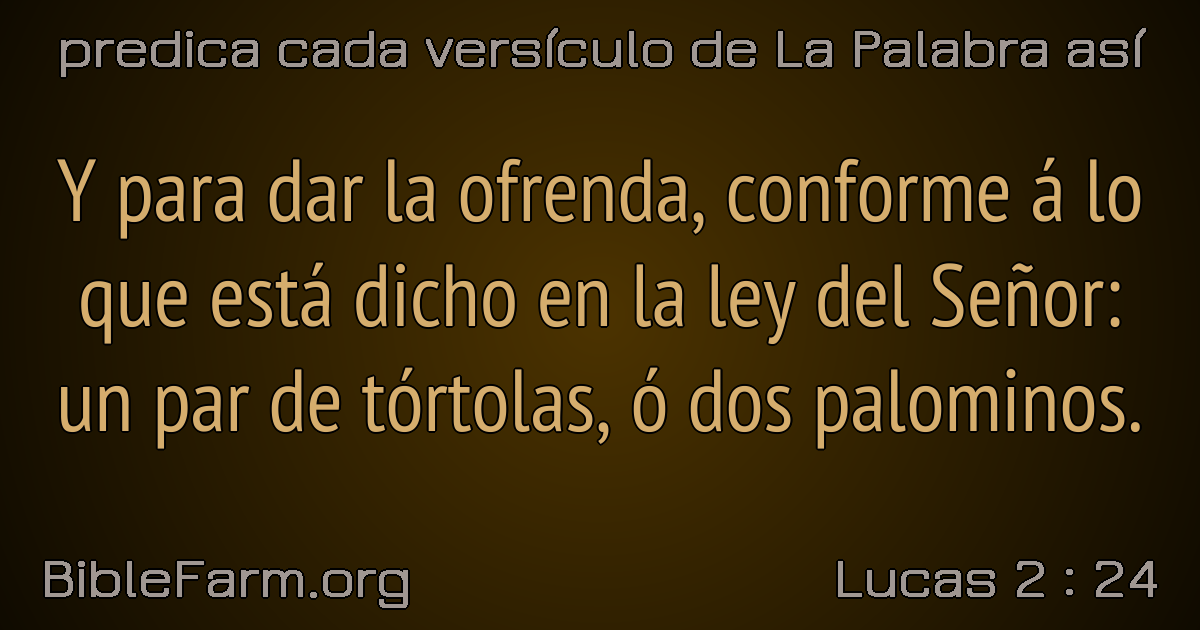 predica cada versículo de La Palabra así
Y para dar la ofrenda, conforme á lo
que está dicho en la ley del Señor:
un par de tórtolas, ó dos palominos.
BibleFarm.org
Lucas 2 : 24